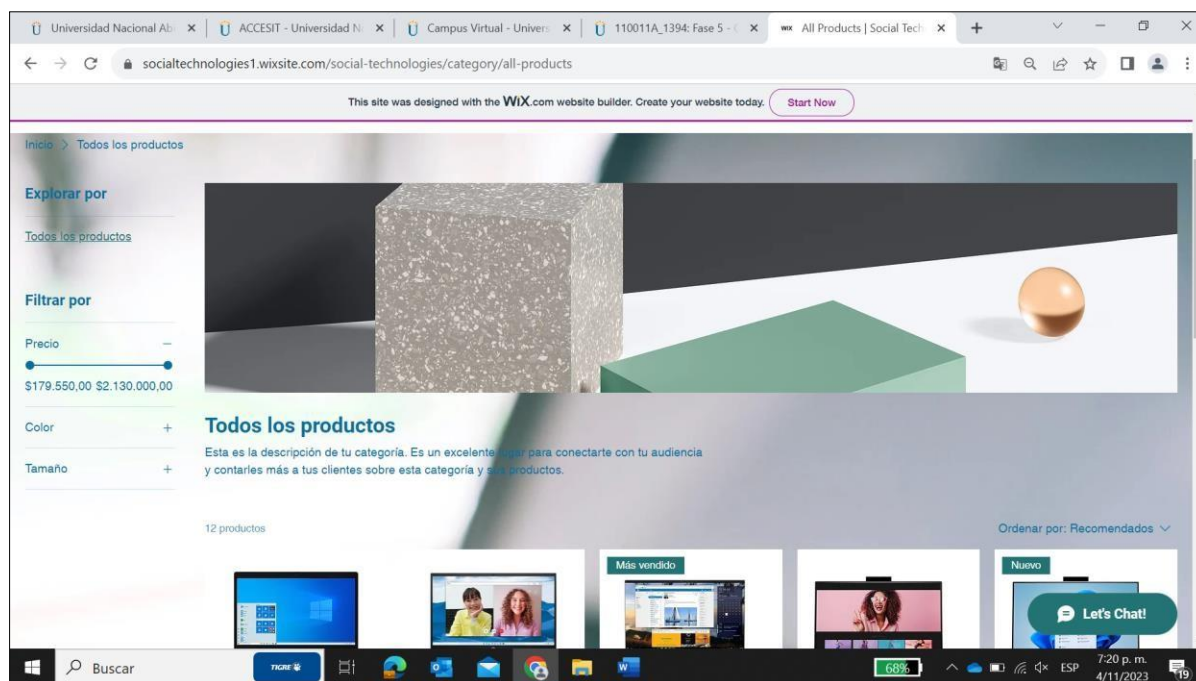 Universidad Nacional Ab
ACCESIT - Universidad N
Campus Virtual - Univers
110011A_1394: Fase 5 - C
WiX All Products | Social Tech
socialtechnologies1.wixsite.com/social-technologies/category/all-products
This site was designed with the WiX.com website builder. Create your website today. Start Now
Inicio > Todos los productos
Explorar por
Todos los productos
Filtrar por
Precio
$179.550,00 $2.130.000,00
Color +
Tamaño +
Todos los productos
Esta es la descripción de tu categoría. Es un excelente lugar para conectarte con tu audiencia
y contarles más a tus clientes sobre esta categoría y sus productos.
12 productos
Ordenar por: Recomendados
Más vendido
Nuevo
Let's Chat!
Buscar
TIGRE
68%
ESP
7:20 p. m.
4/11/2023
19